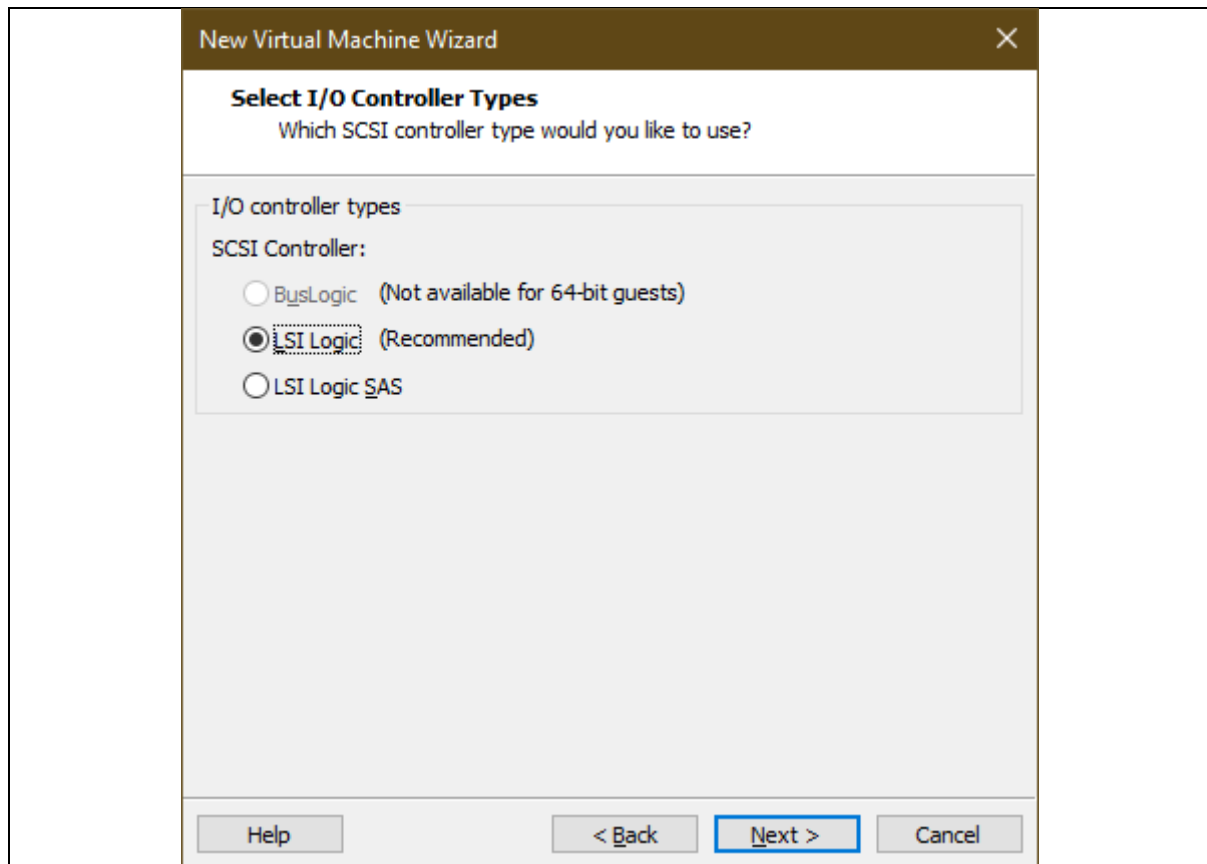 New Virtual Machine Wizard
Select I/O Controller Types
Which SCSI controller type would you like to use?
I/O controller types
SCSI Controller:
BusLogic (Not available for 64-bit guests)
LSI Logic (Recommended)
LSI Logic SAS
Help < Back Next > Cancel